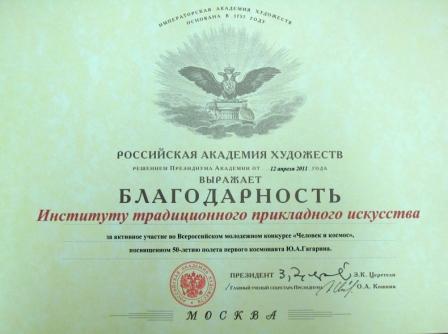 ИМПЕРАТОРСКАЯ АКАДЕМИЯ ХУДОЖЕСТВ
ОСНОВАНА В 1757 ГОДУ
РОССИЙСКАЯ АКАДЕМИЯ ХУДОЖЕСТВ
РЕШЕНИЕМ ПРЕЗИДИУМА АКАДЕМИИ ОТ 12 апреля 2011 ГОДА
ВЫРАЖАЕТ
БЛАГОДАРНОСТЬ
Институту традиционного прикладного искусства
за активное участие во Всероссийском молодежном конкурсе «Человек и космос»,
посвященном 50-летию полета первого космонавта Ю.А.Гагарина.
ПРЕЗИДЕНТ З.К. Церетели
ГЛАВНЫЙ УЧЕНЫЙ СЕКРЕТАРЬ ПРЕЗИДИУМА О.А. Кошкин
МОСКВА